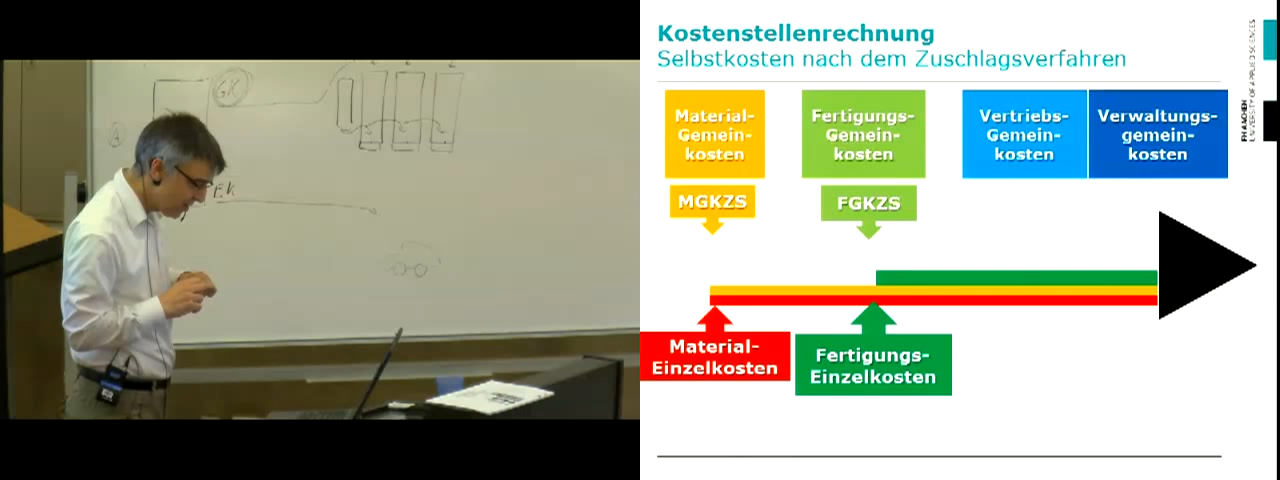 GK
E.K
Kostenstellenrechnung
Selbstkosten nach dem Zuschlagsverfahren
Material-
Gemein-
kosten
Fertigungs-
Gemein-
kosten
Vertriebs-
Gemein-
kosten
Verwaltungs-
gemein-
kosten
MGKZS
FGKZS
Material-
Einzelkosten
Fertigungs-
Einzelkosten
FH AACHEN
UNIVERSITY OF APPLIED SCIENCES